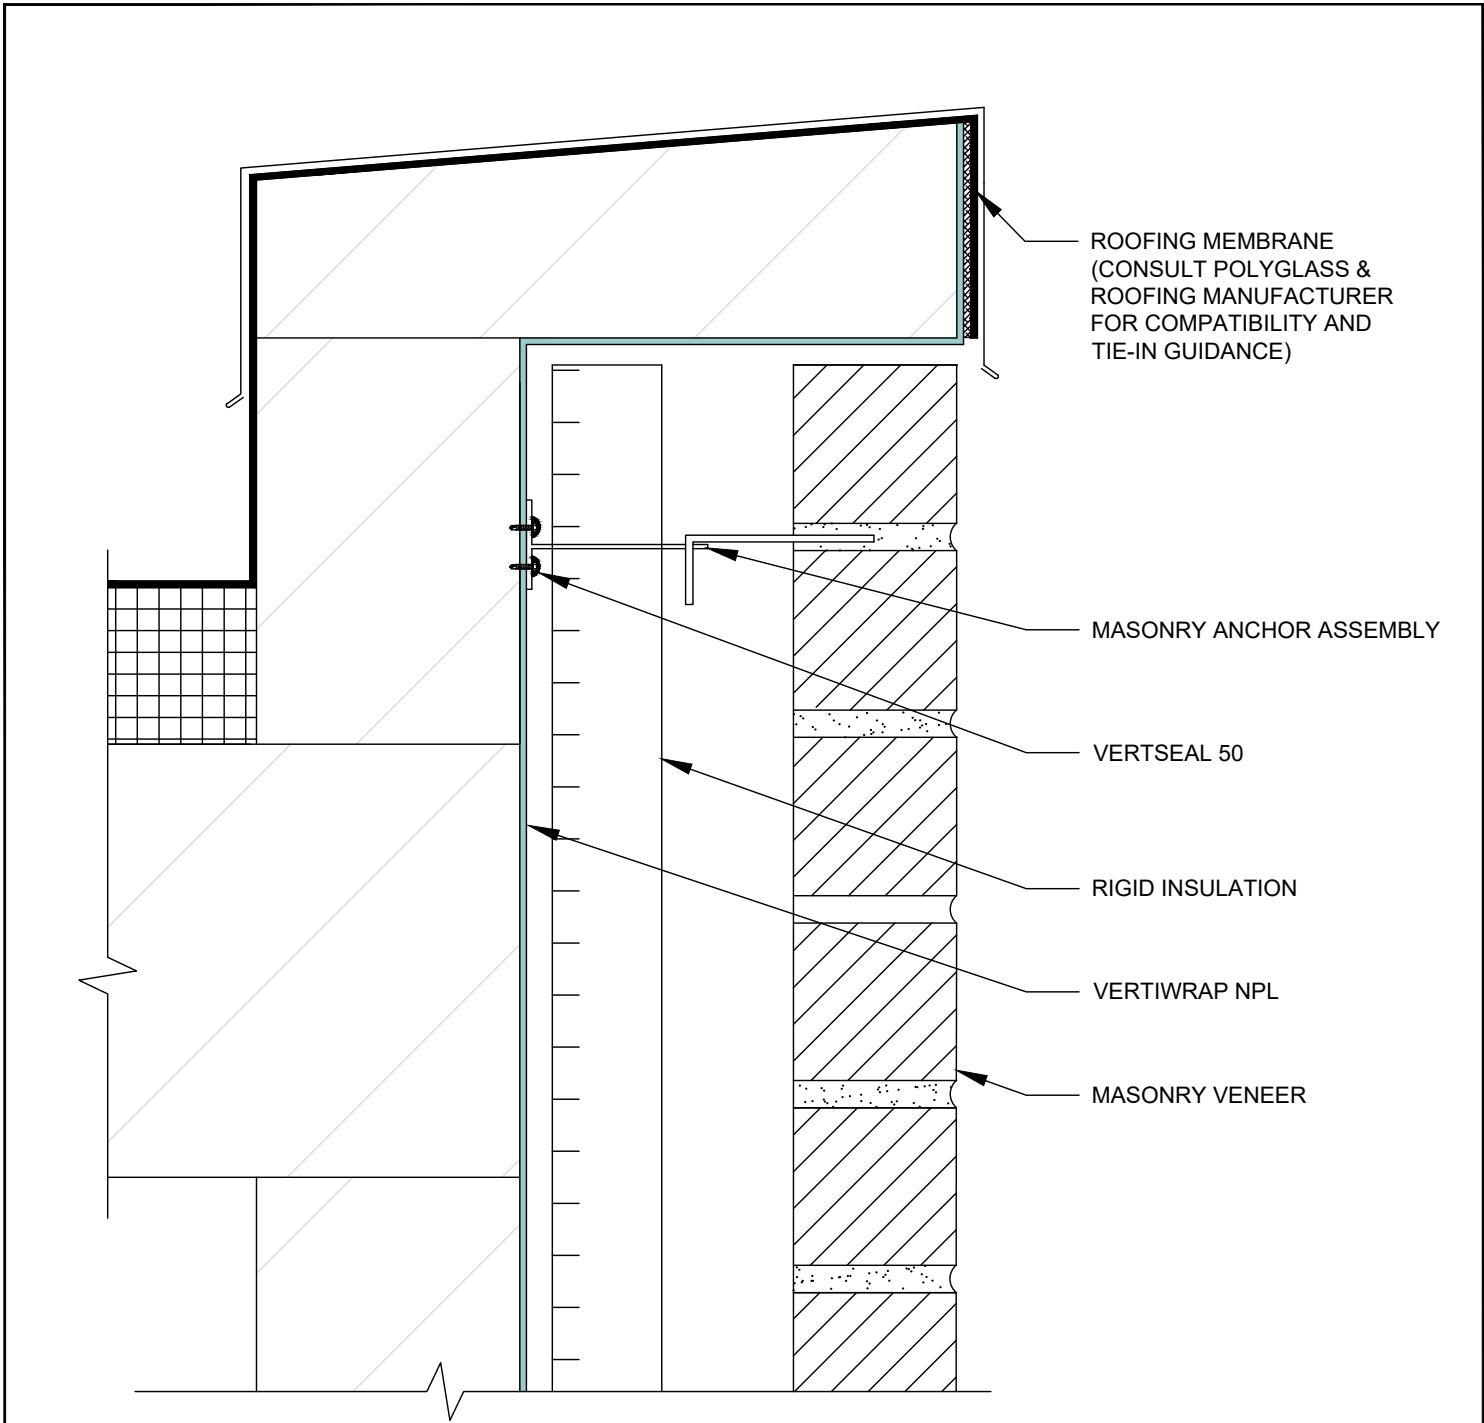 ROOFING MEMBRANE
(CONSULT POLYGLASS &
ROOFING MANUFACTURER
FOR COMPATIBILITY AND
TIE-IN GUIDANCE)
MASONRY ANCHOR ASSEMBLY
VERTSEAL 50
RIGID INSULATION
VERTIWRAP NPL
MASONRY VENEER